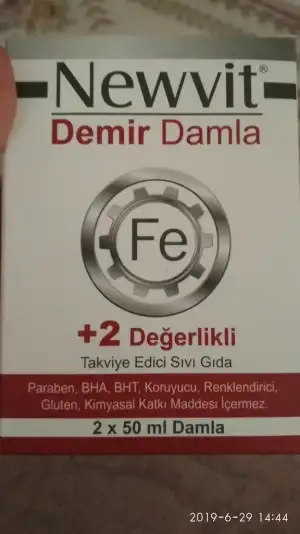 Newvit®
Demir Damla
Fe
+2 Değerlikli
Takviye Edici Sıvı Gıda
Paraben, BHA, BHT, Koruyucu, Renklendirici,
Gluten, Kimyasal Katkı Maddesi İçermez.
2 x 50 ml Damla
2019-6-29 14:44